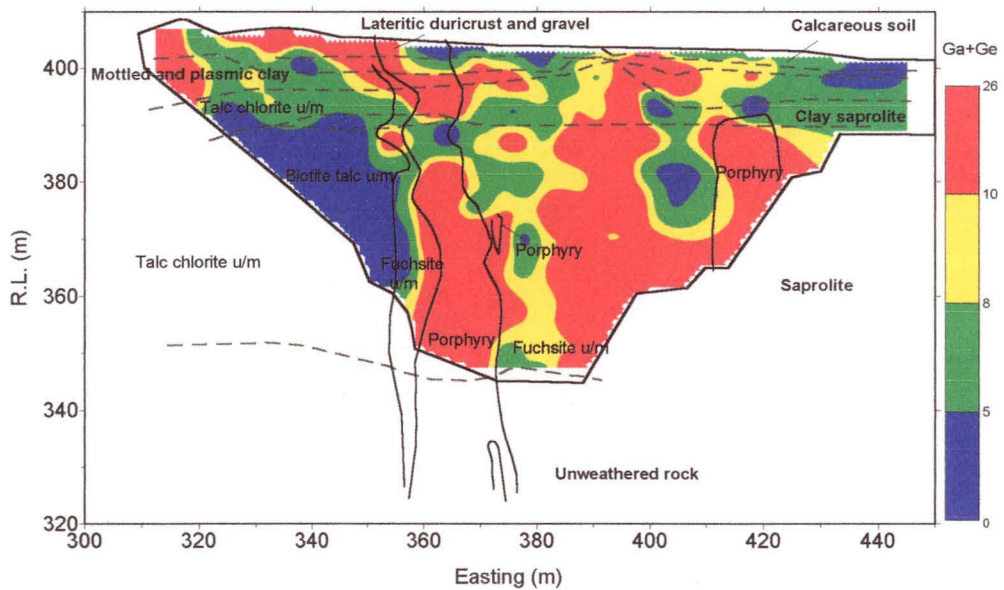 Lateritic duricrust and gravel
Calcareous soil
Ga+Ge
400
Mottled and plasmic clay
26
Talc chlorite u/m
Clay saprolite
380
Biotite talc u/m
Porphyry
10
Talc chlorite u/m
Porphyry
R.L. (m)
Fuchsite
u/m
Saprolite
360
8
Porphyry
Fuchsite u/m
340
5
Unweathered rock
320
0
300
320
340
360
380
400
420
440
Easting (m)